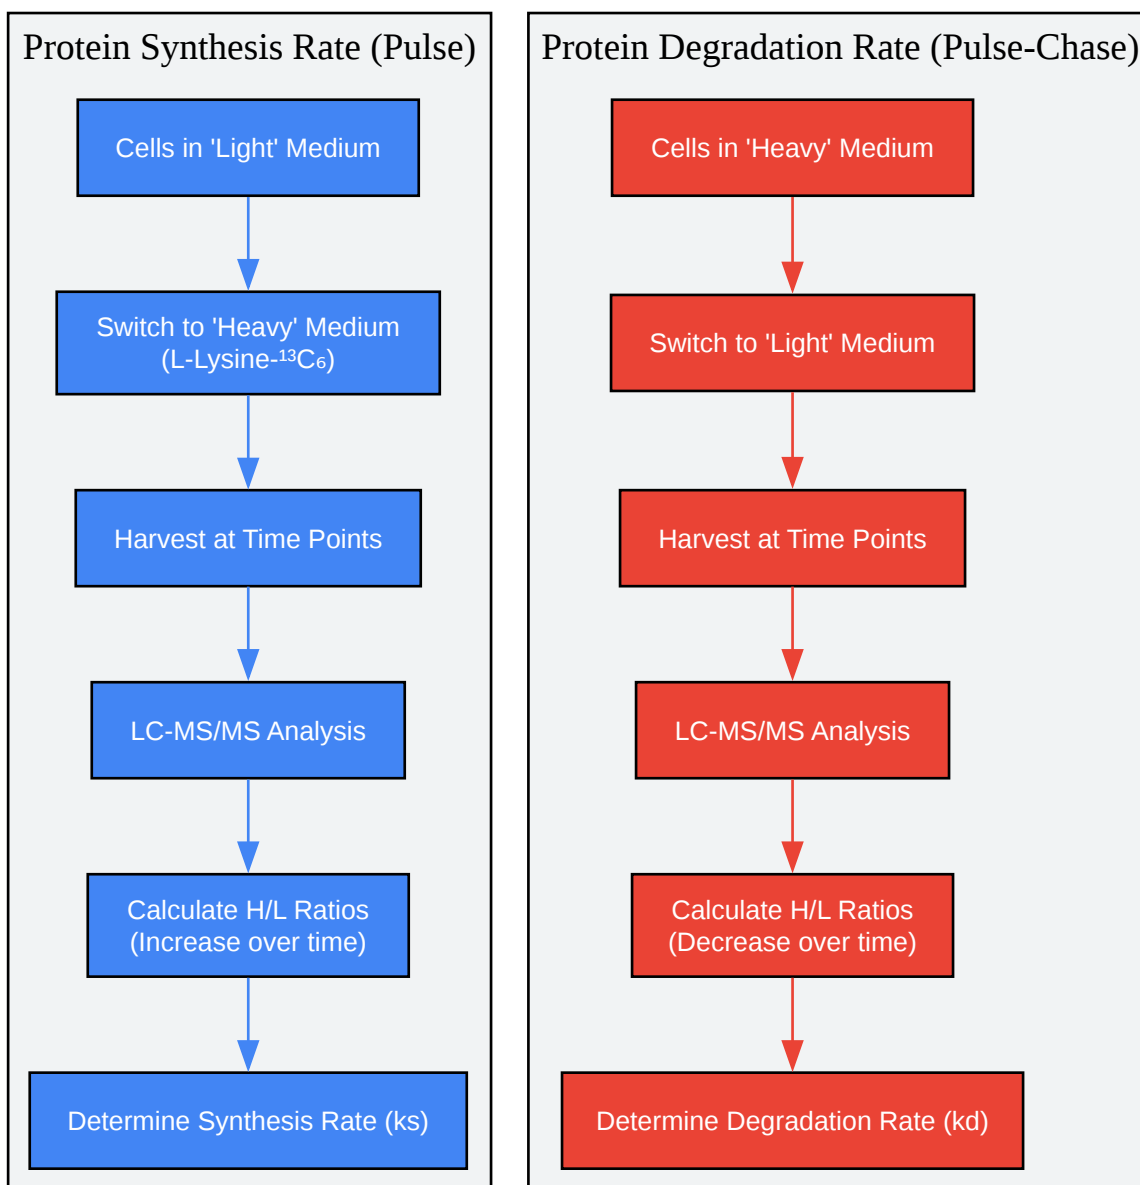 Protein Synthesis Rate (Pulse)
Cells in 'Light' Medium
Switch to 'Heavy' Medium
(L-Lysine-¹³C₆)
Harvest at Time Points
LC-MS/MS Analysis
Calculate H/L Ratios
(Increase over time)
Determine Synthesis Rate (ks)
Protein Degradation Rate (Pulse-Chase)
Cells in 'Heavy' Medium
Switch to 'Light' Medium
Harvest at Time Points
LC-MS/MS Analysis
Calculate H/L Ratios
(Decrease over time)
Determine Degradation Rate (kd)